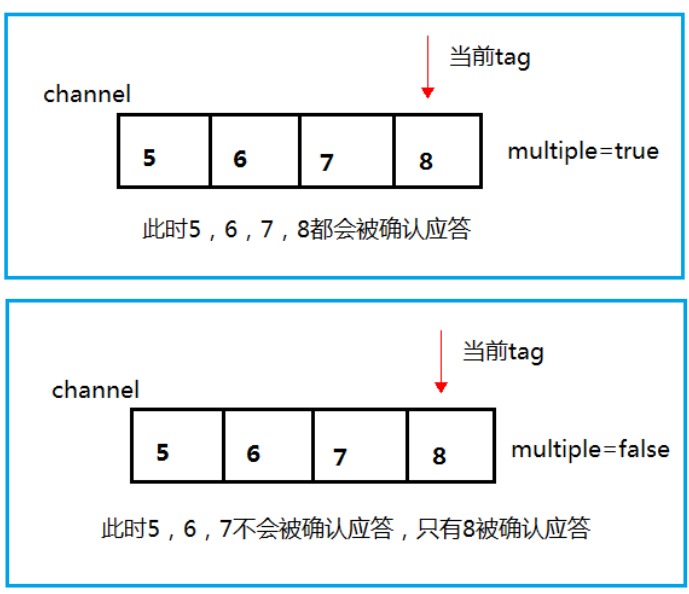 当前tag
channel
5 6 7 8 multiple=true
此时5，6，7，8都会被确认应答
当前tag
channel
5 6 7 8 multiple=false
此时5，6，7不会被确认应答，只有8被确认应答